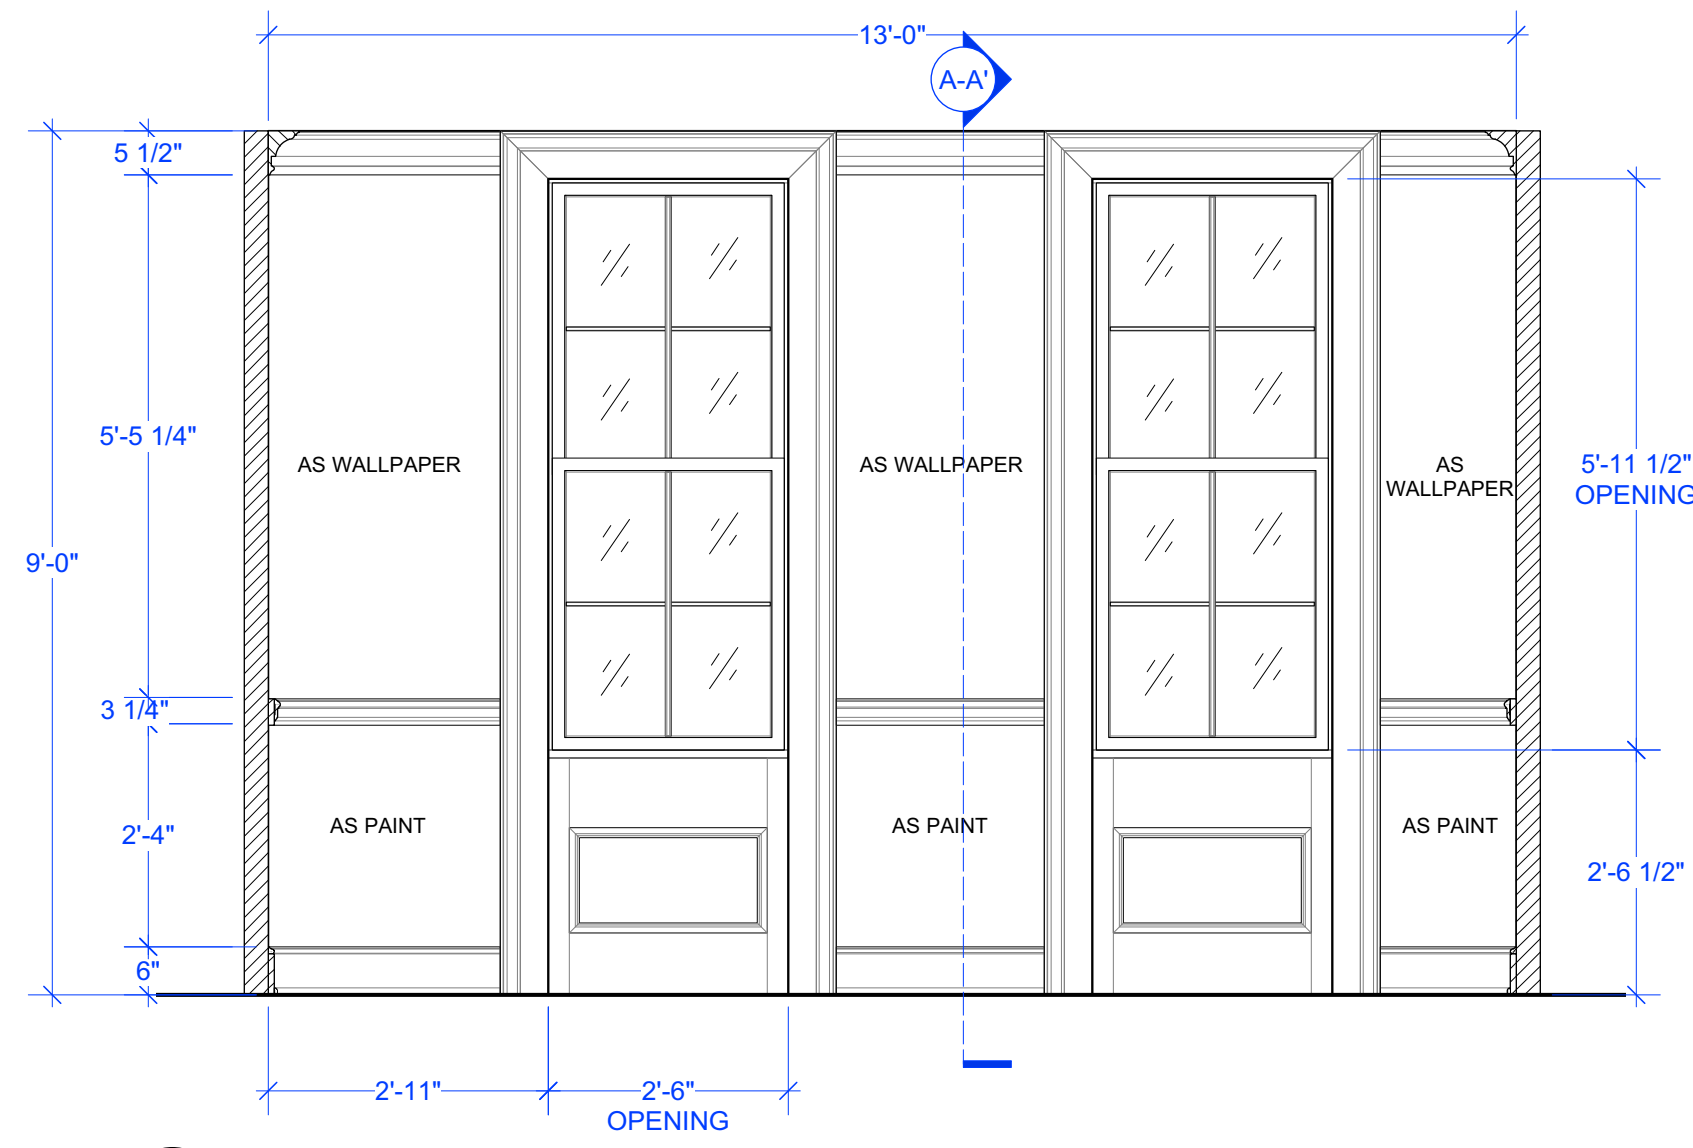 13'-0"
A-A'
5 1/2"
5'-5 1/4"
AS WALLPAPER
AS WALLPAPER
AS
WALLPAPER
5'-11 1/2"
OPENING
9'-0"
3 1/4"
2'-4"
AS PAINT
AS PAINT
AS PAINT
2'-6 1/2"
6"
2'-11"
2'-6"
OPENING